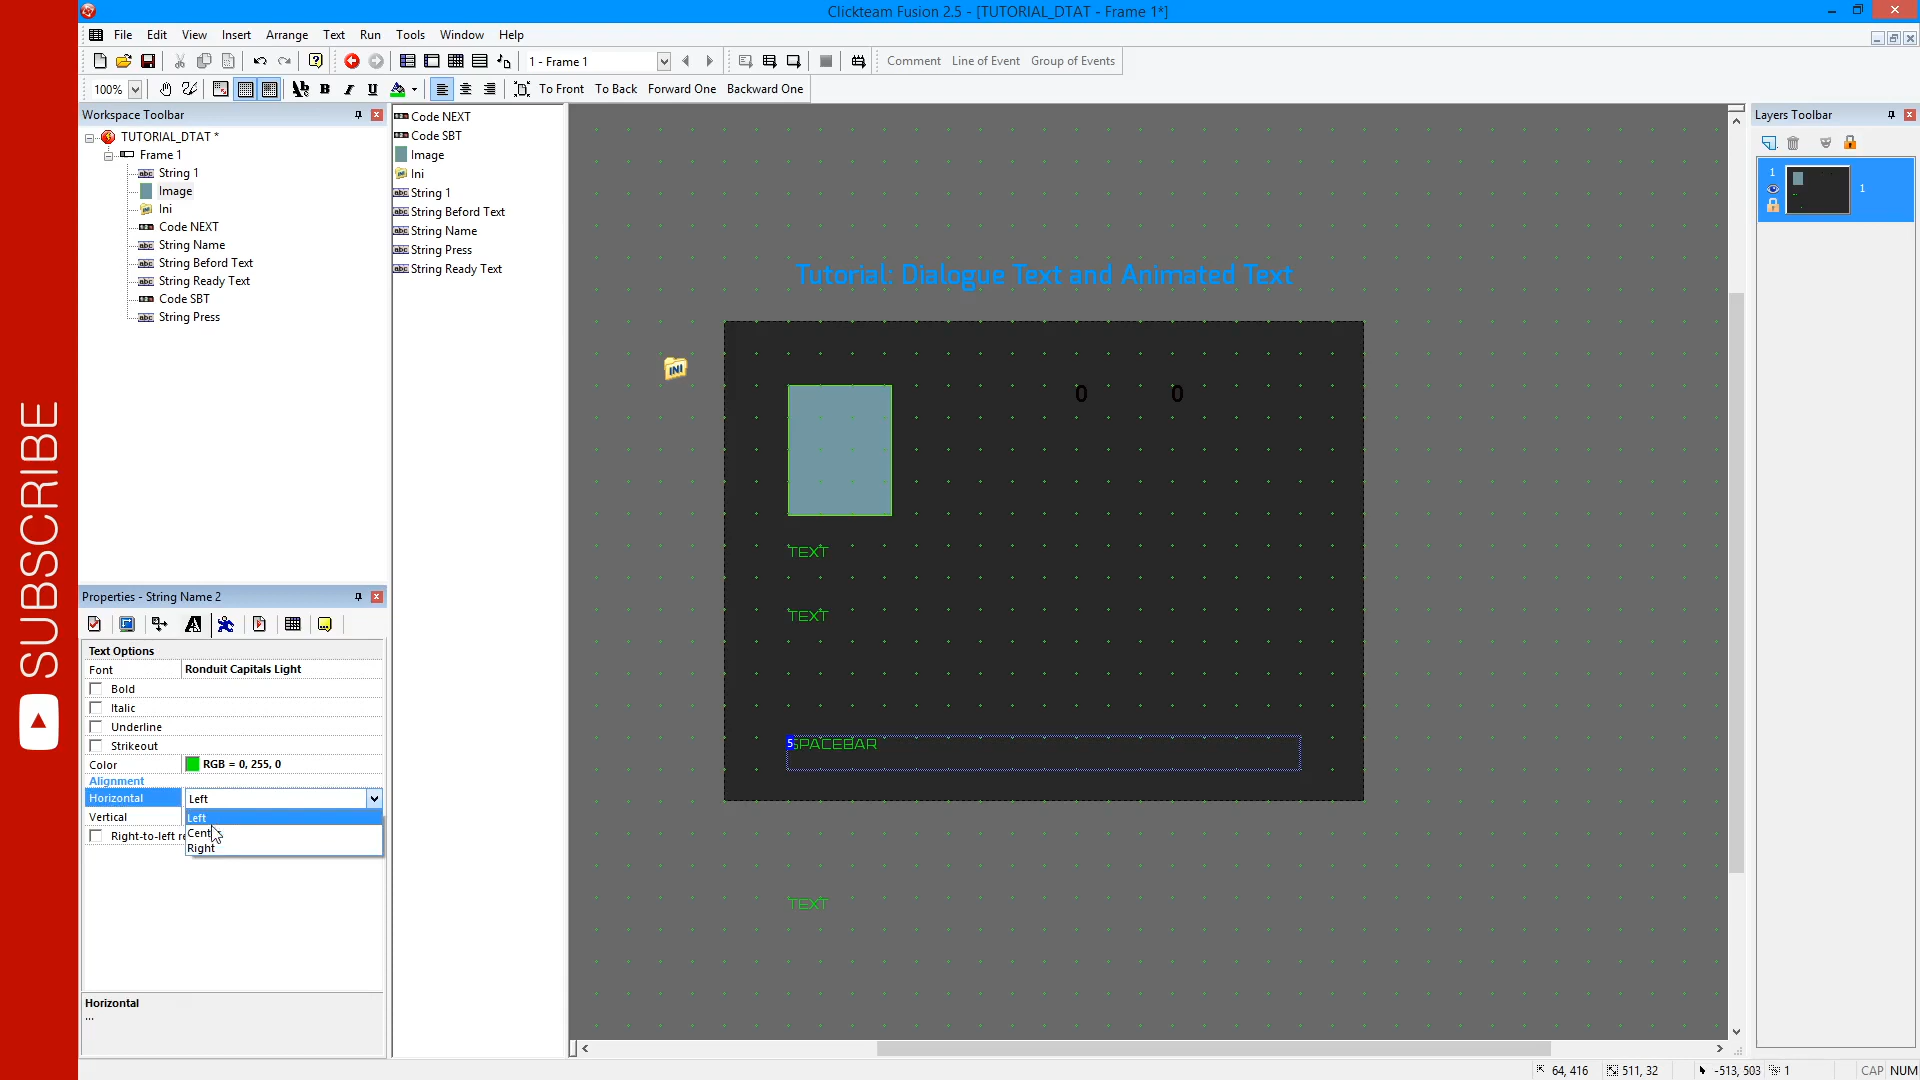 Clickteam Fusion 2.5 - [TUTORIAL_DTAT - Frame 1*]
File Edit View Insert Arrange Text Run Tools Window Help
1 - Frame 1
Comment Line of Event Group of Events
100%
B I U
To Front To Back Forward One Backward One
Workspace Toolbar
TUTORIAL_DTAT *
Frame 1
String 1
Image
Ini
Code NEXT
String Name
String Beford Text
String Ready Text
Code SBT
String Press
Code NEXT
Code SBT
Image
Ini
String 1
String Beford Text
String Name
String Press
String Ready Text
Tutorial: Dialogue Text and Animated Text
INI
0 0
TEXT
TEXT
5
SPACEBAR
TEXT
Layers Toolbar
1
1
SUBSCRIBE
Properties - String Name 2
Text Options
Font Ronduit Capitals Light
Bold
Italic
Underline
Strikeout
Color RGB = 0, 255, 0
Alignment
Horizontal Left
Vertical
Left
Right-to-left
Right
Horizontal
...
64, 416 511, 32 -513, 503 1 CAP NUM